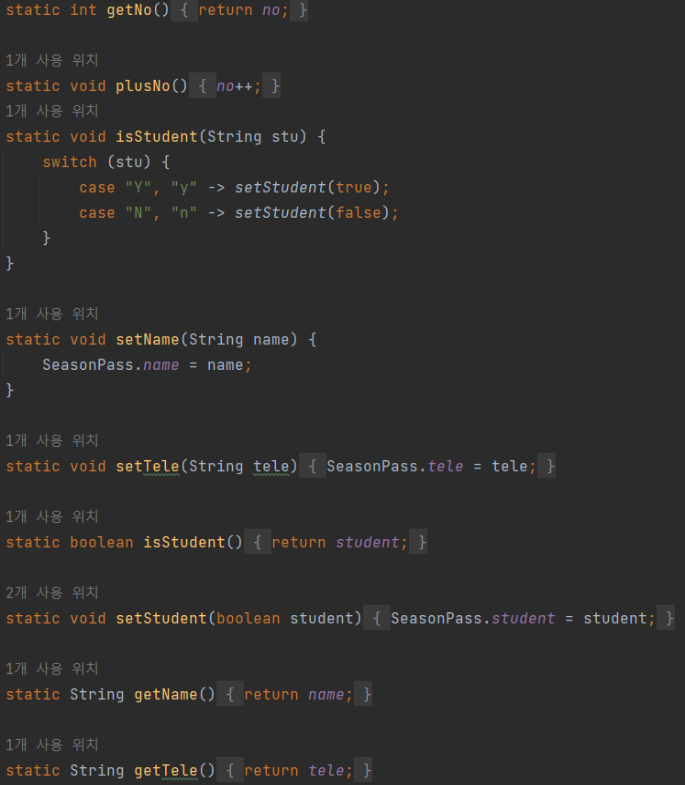 static int getNo() { return no; }
1개 사용 위치
static void plusNo() { no++; }
1개 사용 위치
static void isStudent(String stu) {
    switch (stu) {
        case "Y", "y" -> setStudent(true);
        case "N", "n" -> setStudent(false);
    }
}
1개 사용 위치
static void setName(String name) {
    SeasonPass.name = name;
}
1개 사용 위치
static void setTele(String tele) { SeasonPass.tele = tele; }
1개 사용 위치
static boolean isStudent() { return student; }
2개 사용 위치
static void setStudent(boolean student) { SeasonPass.student = student; }
1개 사용 위치
static String getName() { return name; }
1개 사용 위치
static String getTele() { return tele; }